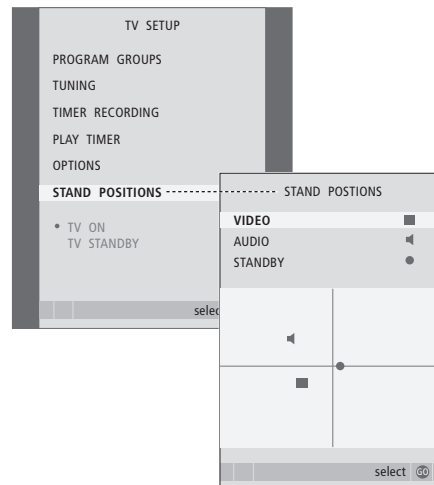 TV SETUP
PROGRAM GROUPS
TUNING
TIMER RECORDING
PLAY TIMER
OPTIONS
STAND POSITIONS
• TV ON
TV STANDBY
STAND POSTIONS
VIDEO
AUDIO
STANDBY
select GO